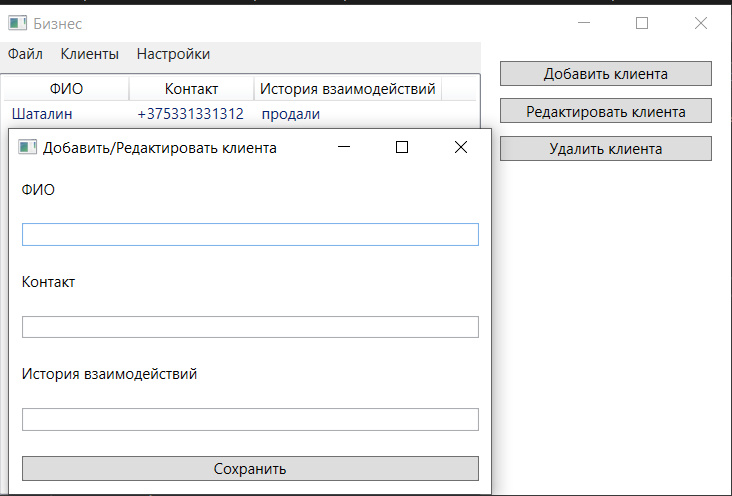 Бизнес
Файл Клиенты Настройки
ФИО Контакт История взаимодействий
Шаталин +375331331312 продали
Добавить клиента
Редактировать клиента
Удалить клиента
Добавить/Редактировать клиента
ФИО
Контакт
История взаимодействий
Сохранить